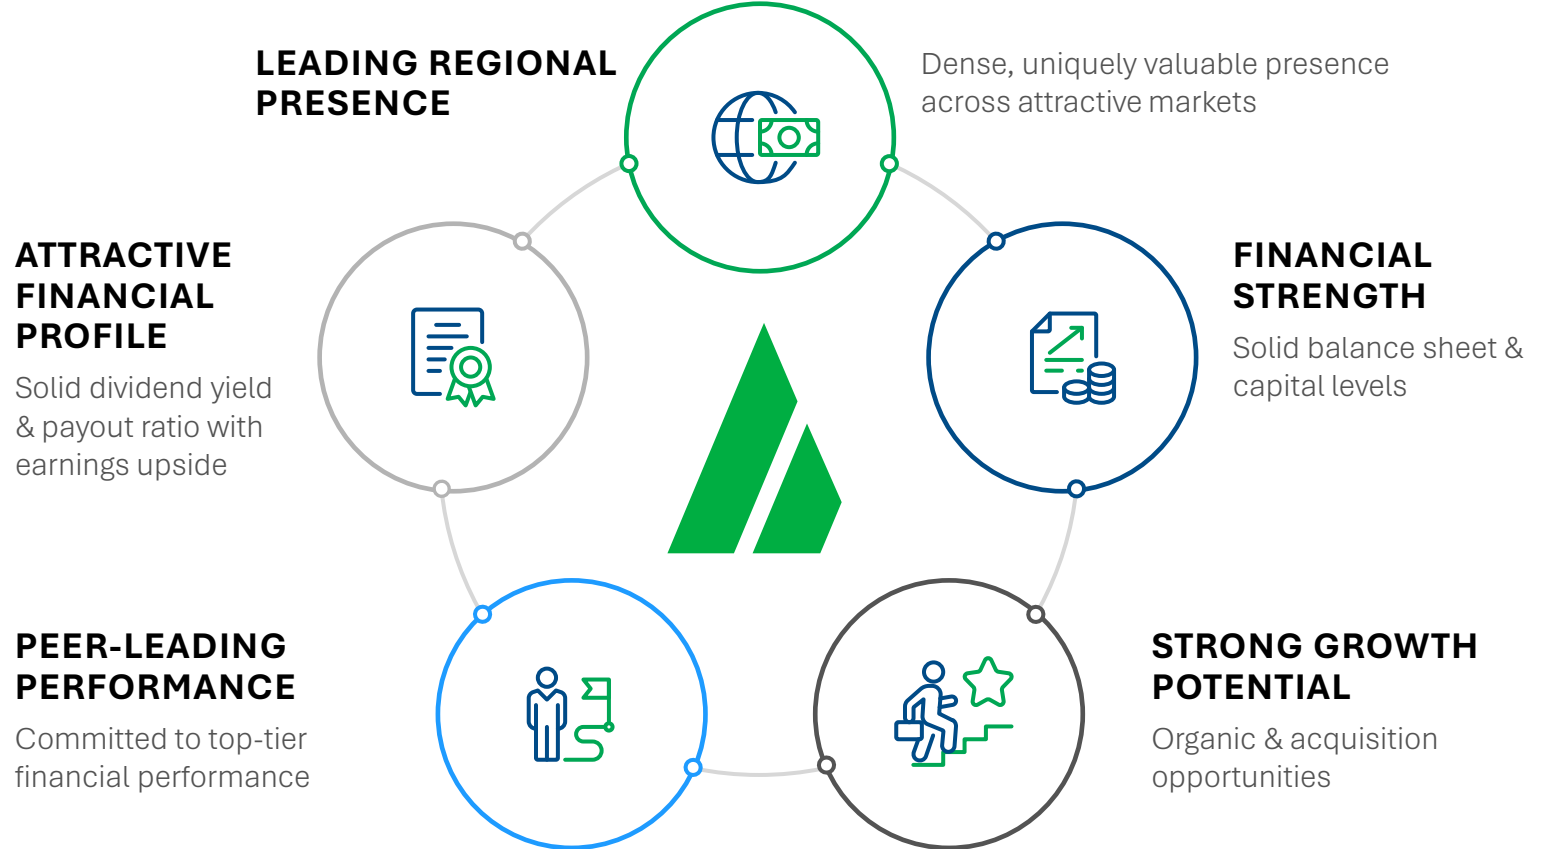 LEADING REGIONAL
PRESENCE
Dense, uniquely valuable presence
across attractive markets
ATTRACTIVE
FINANCIAL
PROFILE
Solid dividend yield
& payout ratio with
earnings upside
FINANCIAL
STRENGTH
Solid balance sheet &
capital levels
PEER-LEADING
PERFORMANCE
Committed to top-tier
financial performance
STRONG GROWTH
POTENTIAL
Organic & acquisition
opportunities